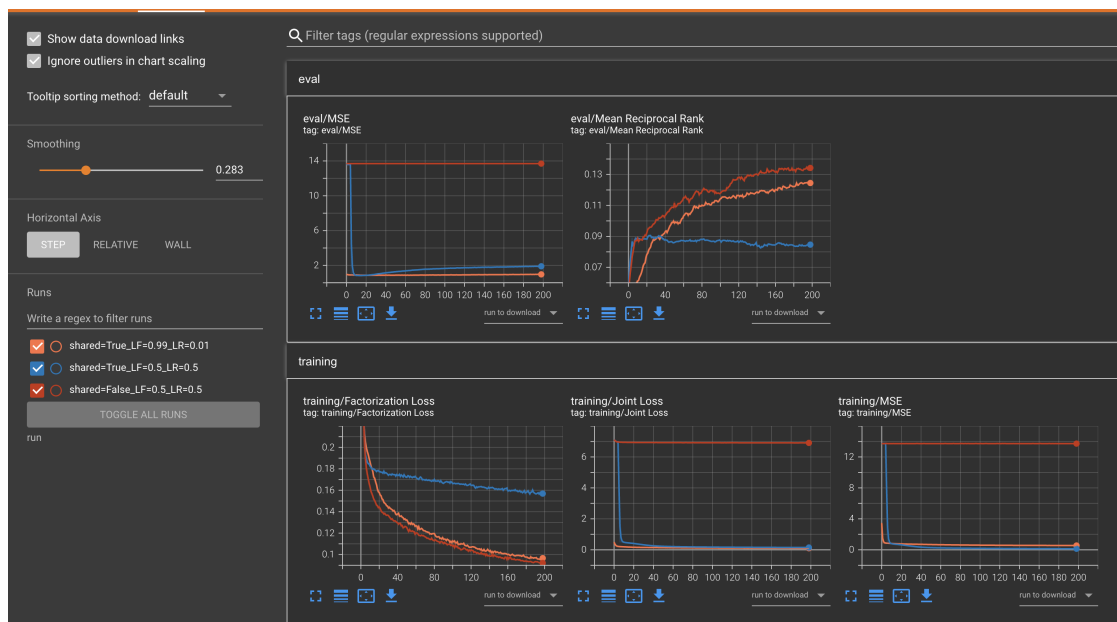 Show data download links
Ignore outliers in chart scaling
Tooltip sorting method: default
Smoothing
0.283
Horizontal Axis
STEP RELATIVE WALL
Runs
Write a regex to filter runs
shared=True_LF=0.99_LR=0.01
shared=True_LF=0.5_LR=0.5
shared=False_LF=0.5_LR=0.5
TOGGLE ALL RUNS
run
Filter tags (regular expressions supported)
eval
eval/MSE
tag: eval/MSE
14
10
6
2
0 20 40 60 80 100 120 140 160 200
run to download
eval/Mean Reciprocal Rank
tag: eval/Mean Reciprocal Rank
0.13
0.11
0.09
0.07
0 40 80 120 160 200
run to download
training
training/Factorization Loss
tag: training/Factorization Loss
0.2
0.18
0.16
0.14
0.12
0.1
0 40 80 120 160 200
run to download
training/Joint Loss
tag: training/Joint Loss
6
4
2
0
0 20 40 60 80 100 120 140 160 200
run to download
training/MSE
tag: training/MSE
12
8
4
0
0 20 40 60 80 100 120 140 160 200
run to download